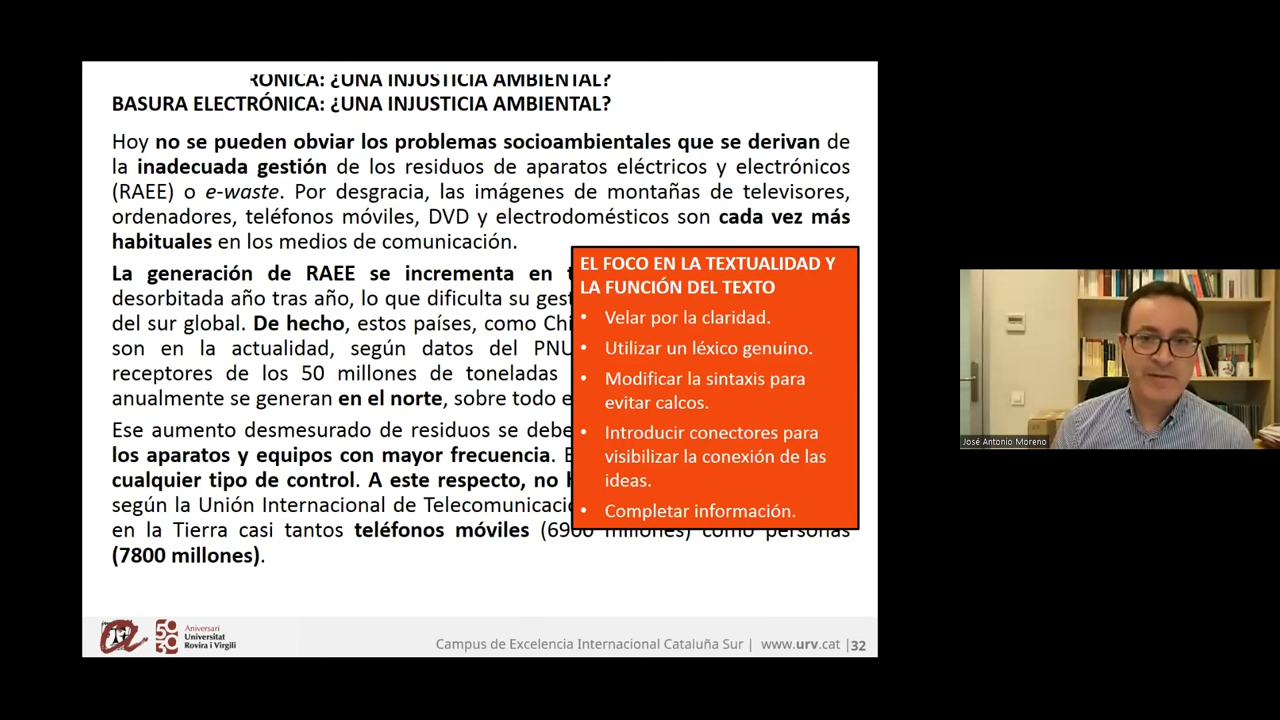 RÓNICA: ¿UNA INJUSTICIA AMBIENTAL?
BASURA ELECTRÓNICA: ¿UNA INJUSTICIA AMBIENTAL?
Hoy no se pueden obviar los problemas socioambientales que se derivan de
la inadecuada gestión de los residuos de aparatos eléctricos y electrónicos
(RAEE) o e-waste. Por desgracia, las imágenes de montañas de televisores,
ordenadores, teléfonos móviles, DVD y electrodomésticos son cada vez más
habituales en los medios de comunicación.
La generación de RAEE se incrementa en
desorbitada año tras año, lo que dificulta su
del sur global. De hecho, estos países, como
son en la actualidad, según datos del
receptores de los 50 millones de toneladas
anualmente se generan en el norte, sobre todo
Ese aumento desmesurado de residuos se debe
los aparatos y equipos con mayor frecuencia.
cualquier tipo de control. A este respecto, no
según la Unión Internacional de
en la Tierra casi tantos teléfonos móviles (6900 millones) como personas
(7800 millones).
EL FOCO EN LA TEXTUALIDAD Y
LA FUNCIÓN DEL TEXTO
• Velar por la claridad.
• Utilizar un léxico genuino.
• Modificar la sintaxis para
evitar calcos.
• Introducir conectores para
visibilizar la conexión de las
ideas.
• Completar información.
Aniversari
Universitat
Rovira i Virgili
Campus de Excelencia Internacional Cataluña Sur | www.urv.cat |32
José Antonio Moreno